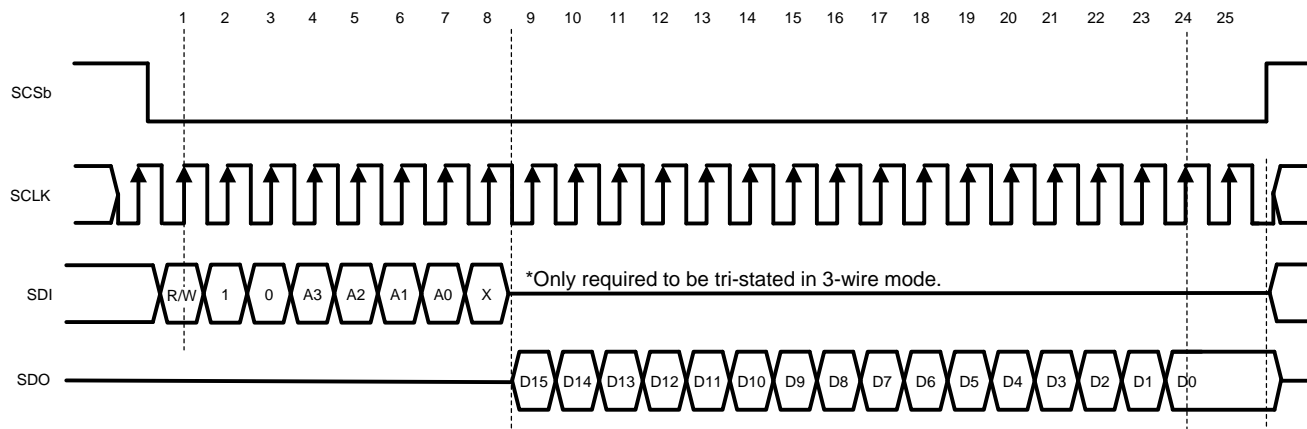 1 2 3 4 5 6 7 8 9 10 11 12 13 14 15 16 17 18 19 20 21 22 23 24 25
SCSb
SCLK
SDI R/W 1 0 A3 A2 A1 A0 X *Only required to be tri-stated in 3-wire mode.
SDO D15 D14 D13 D12 D11 D10 D9 D8 D7 D6 D5 D4 D3 D2 D1 D0